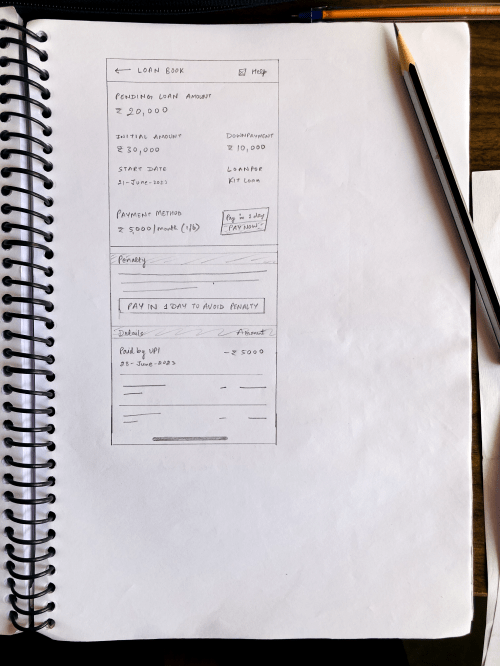 ← LOAN BOOK Help
PENDING LOAN AMOUNT
₹ 20,000
INITIAL AMOUNT DOWNPAYMENT
₹ 30,000 ₹ 10,000
START DATE LOAN FOR
21-June-2023 Kit Loan
PAYMENT METHOD Pay in 1 day
₹ 5,000/month (1/6) PAY NOW
Penalty
PAY IN 1 DAY TO AVOID PENALTY
Details Amount
Paid by UPI -₹ 5000
23-June-2023